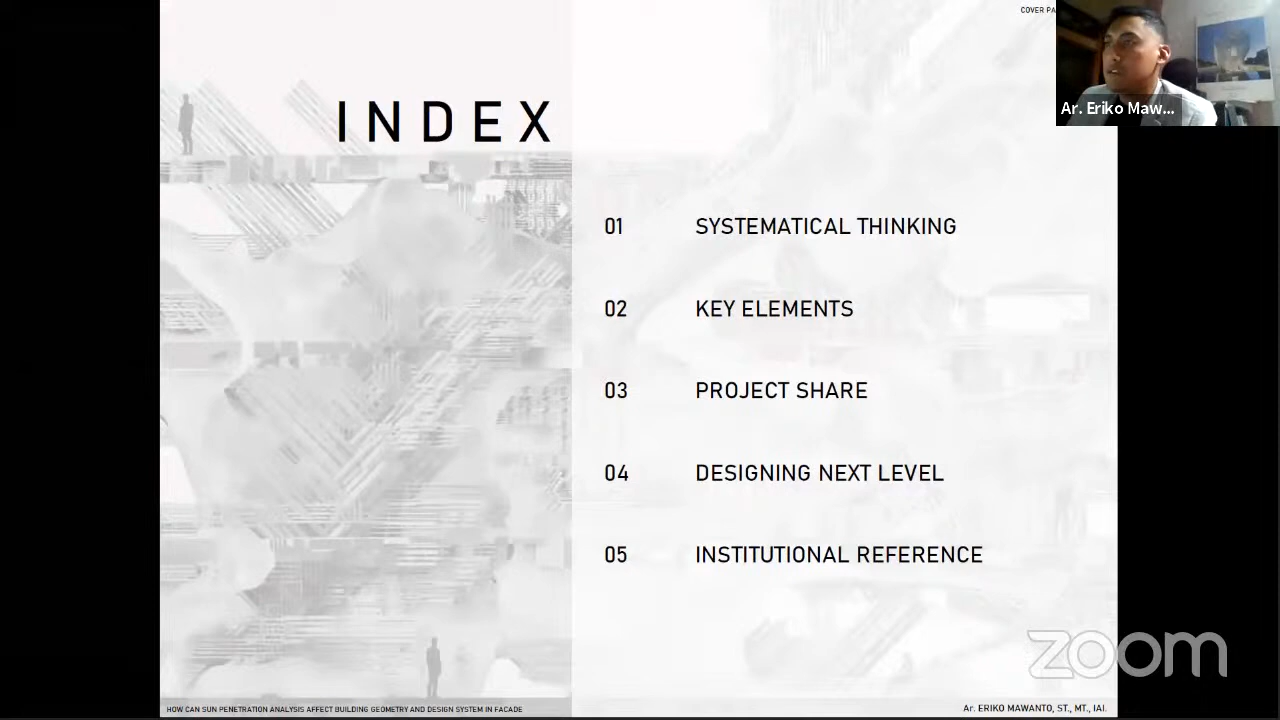 COVER PA
INDEX
Ar. Eriko Maw...
01 SYSTEMATICAL THINKING
02 KEY ELEMENTS
03 PROJECT SHARE
04 DESIGNING NEXT LEVEL
05 INSTITUTIONAL REFERENCE
zoom
HOW CAN SUN PENETRATION ANALYSIS AFFECT BUILDING GEOMETRY AND DESIGN SYSTEM IN FACADE
Ar. ERIKO MAWANTO, ST., MT., IAI.